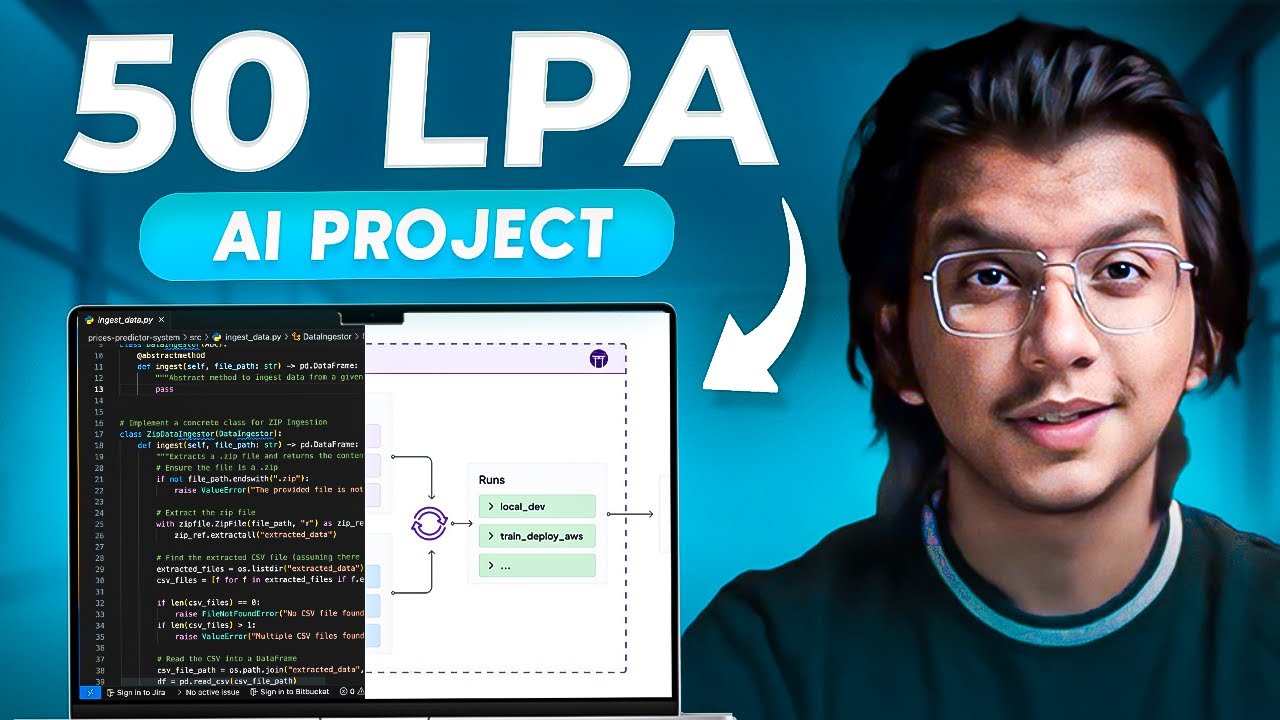 50 LPA
AI PROJECT
ingest_data.py ×
prices-predictor-system > src > ingest_data.py > DataIngestor >
10 @abstractmethod
11 def ingest(self, file_path: str) -> pd.DataFrame:
12 """Abstract method to ingest data from a given
13 pass
14
15
16 # Implement a concrete class for ZIP Ingestion
17 class ZipDataIngestor(DataIngestor):
18 def ingest(self, file_path: str) -> pd.DataFrame:
19 """Extracts a .zip file and returns the conten
20 # Ensure the file is a .zip
21 if not file_path.endswith(".zip"):
22 raise ValueError("The provided file is not
23
24 # Extract the zip file
25 with zipfile.ZipFile(file_path, "r") as zip_re
26 zip_ref.extractall("extracted_data")
27
28 # Find the extracted CSV file (assuming there
29 extracted_files = os.listdir("extracted_data")
30 csv_files = [f for f in extracted_files if f.e
31
32 if len(csv_files) == 0:
33 raise FileNotFoundError("No CSV file found
34 if len(csv_files) > 1:
35 raise ValueError("Multiple CSV files found
36
37 # Read the CSV into a DataFrame
38 csv_file_path = os.path.join("extracted_data",
39 df = pd.read_csv(csv_file_path)
Sign in to Jira > No active issue Sign in to Bitbucket 0
Runs
> local_dev
> train_deploy_aws
> ...